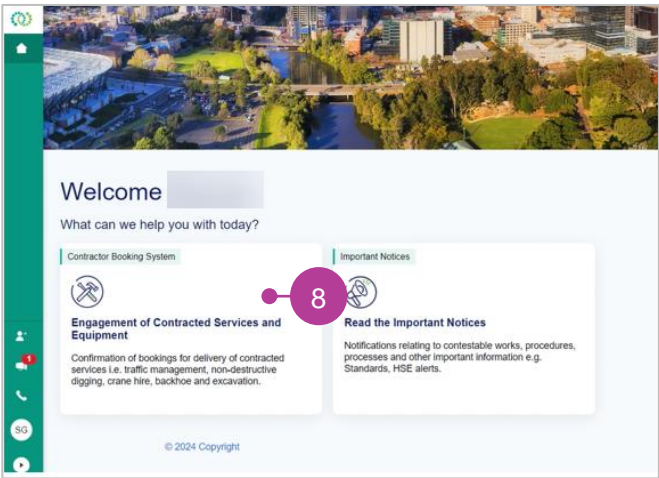 Welcome
What can we help you with today?
Contractor Booking System
Engagement of Contracted Services and
Equipment
Confirmation of bookings for delivery of contracted
services i.e. traffic management, non-destructive
digging, crane hire, backhoe and excavation.
8
Important Notices
Read the Important Notices
Notifications relating to contestable works, procedures,
processes and other important information e.g.
Standards, HSE alerts.
1
SG
© 2024 Copyright